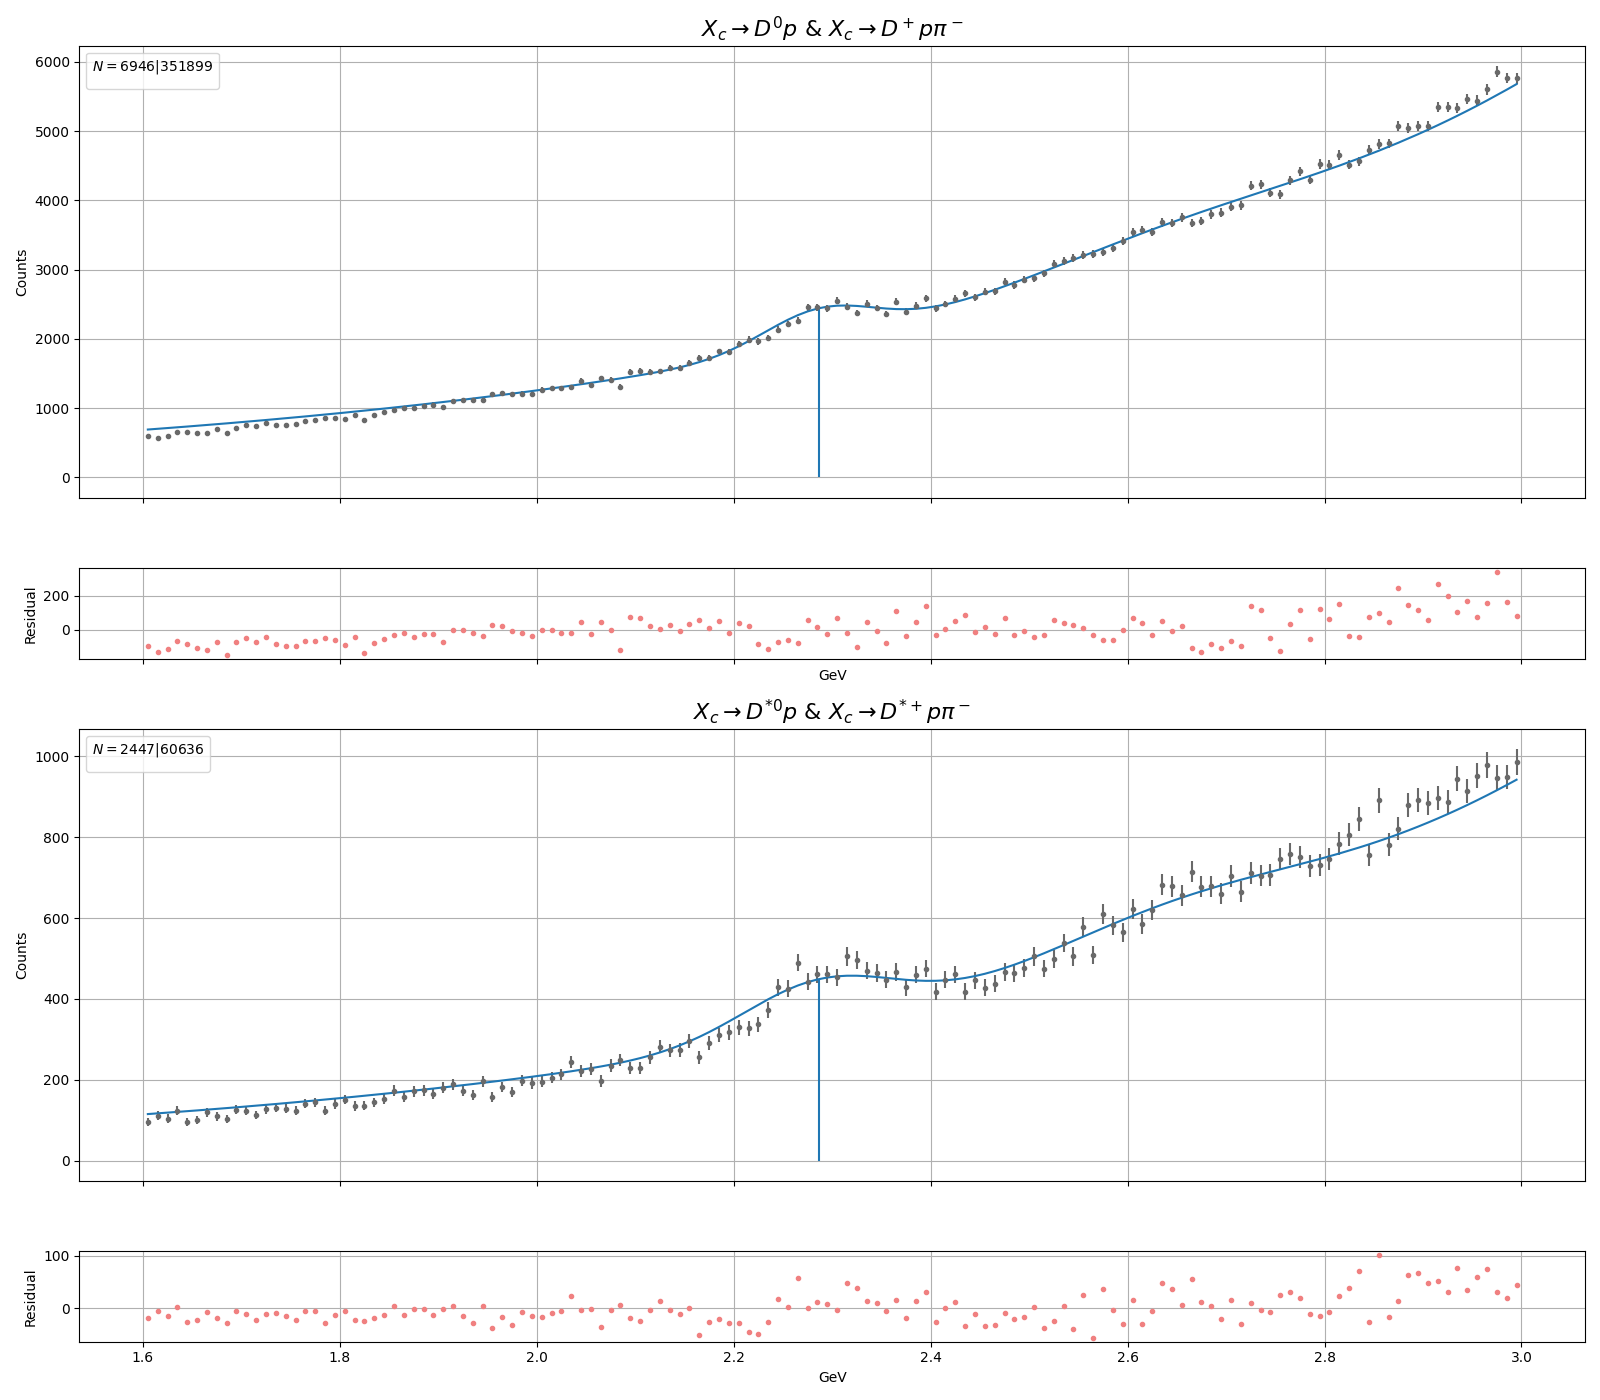 X_c → D^0 p & X_c → D^+ p π^−
N = 6946|351899
6000
5000
4000
3000
2000
1000
0
Counts
200
0
Residual
GeV
X_c → D^{*0} p & X_c → D^{*+} p π^−
N = 2447|60636
1000
800
600
400
200
0
Counts
100
0
Residual
1.6 1.8 2.0 2.2 2.4 2.6 2.8 3.0
GeV